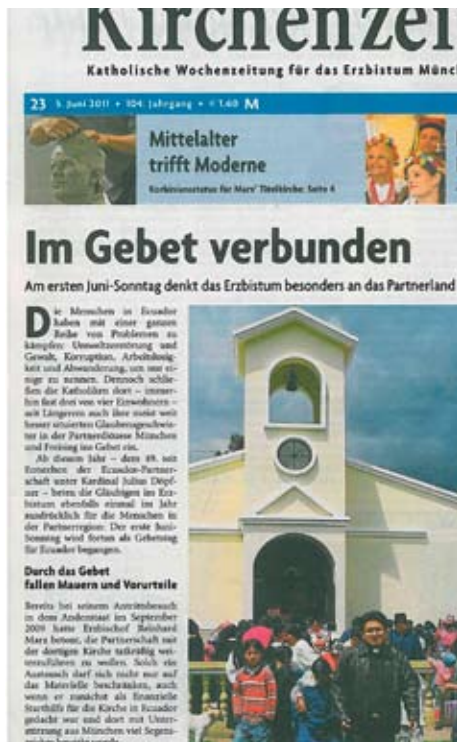 Kirchenzei
Katholische Wochenzeitung für das Erzbistum Münc
23 5. Juni 2011 • 104. Jahrgang • € 1,60 M
Mittelalter
trifft Moderne
Korbiniansstatue für Marx' Titelkirche: Seite 6
Im Gebet verbunden
Am ersten Juni-Sonntag denkt das Erzbistum besonders an das Partnerland
Die Menschen in Ecuador
haben mit einer ganzen
Reihe von Problemen zu
kämpfen: Umweltzerstörung und
Gewalt, Korruption, Arbeitslosig-
keit und Abwanderung, um nur ei-
nige zu nennen. Dennoch schlie-
ßen die Katholiken dort – immer-
hin fast drei von vier Einwohnern –
seit Längerem auch ihre meist weit
besser situierten Glaubensgeschwis-
ter in der Partnerdiözese München
und Freising ins Gebet ein.
Ab diesem Jahr – dem 49. seit
Bestehen der Ecuador-Partner-
schaft unter Kardinal Julius Döpf-
ner – beten die Gläubigen im Erz-
bistum ebenfalls einmal im Jahr
ausdrücklich für die Menschen in
der Partnerregion: Der erste Juni-
Sonntag wird fortan als Gebetstag
für Ecuador begangen.
Durch das Gebet
fallen Mauern und Vorurteile
Bereits bei seinem Antrittsbesuch
in dem Andenstaat im September
2009 hatte Erzbischof Reinhard
Marx betont, die Partnerschaft mit
der dortigen Kirche tatkräftig wei-
terzuführen zu wollen. Solch ein
Austausch darf sich nicht nur auf
das Materielle beschränken, auch
wenn er zunächst als finanzielle
Starthilfe für die Kirche in Ecuador
gedacht war und dort mit Unter-
stützung aus München viel Segens-